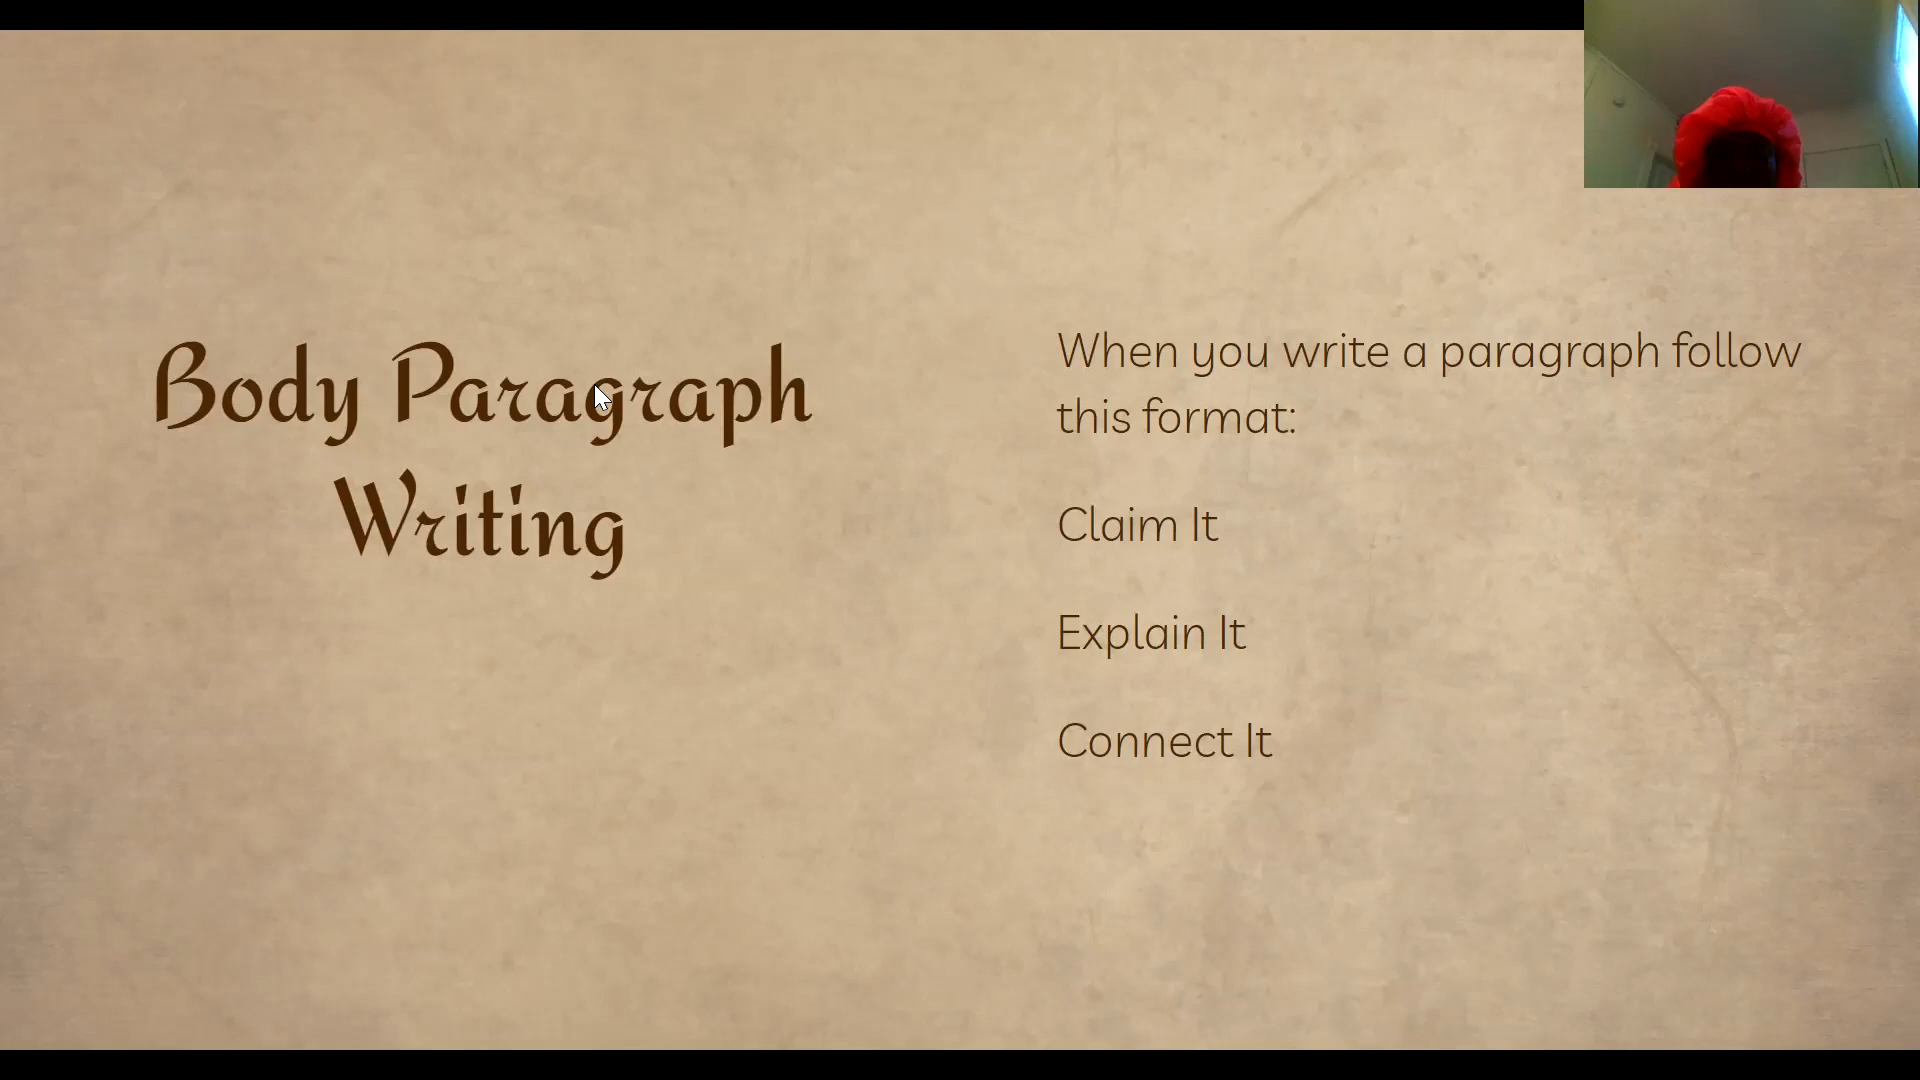 Body Paragraph
Writing
When you write a paragraph follow
this format:
Claim It
Explain It
Connect It